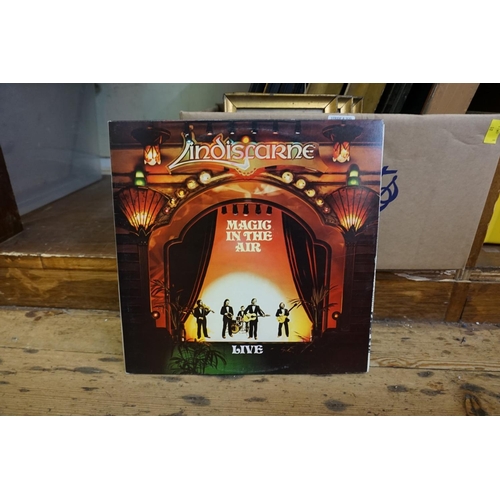 Lindisfarne
MAGIC
IN THE
AIR
LIVE